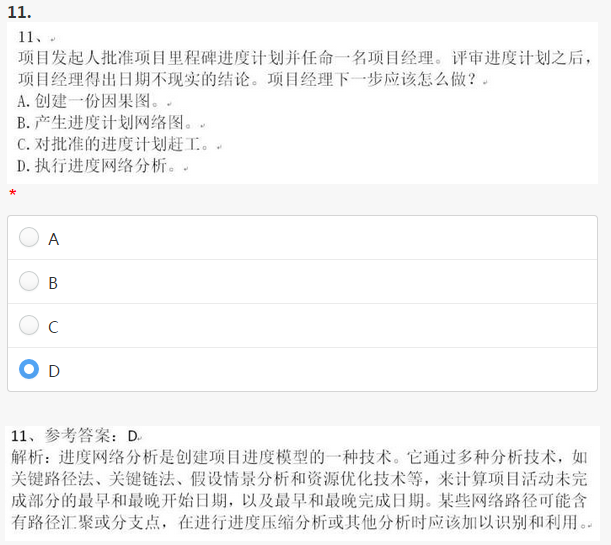 11.
11、
项目发起人批准项目里程碑进度计划并任命一名项目经理。评审进度计划之后，
项目经理得出日期不现实的结论。项目经理下一步应该怎么做？
A.创建一份因果图。
B.产生进度计划网络图。
C.对批准的进度计划赶工。
D.执行进度网络分析。
*
A
B
C
D
11、参考答案：D
解析：进度网络分析是创建项目进度模型的一种技术。它通过多种分析技术，如
关键路径法、关键链法、假设情景分析和资源优化技术等，来计算项目活动未完
成部分的最早和最晚开始日期，以及最早和最晚完成日期。某些网络路径可能含
有路径汇聚或分支点，在进行进度压缩分析或其他分析时应该加以识别和利用。